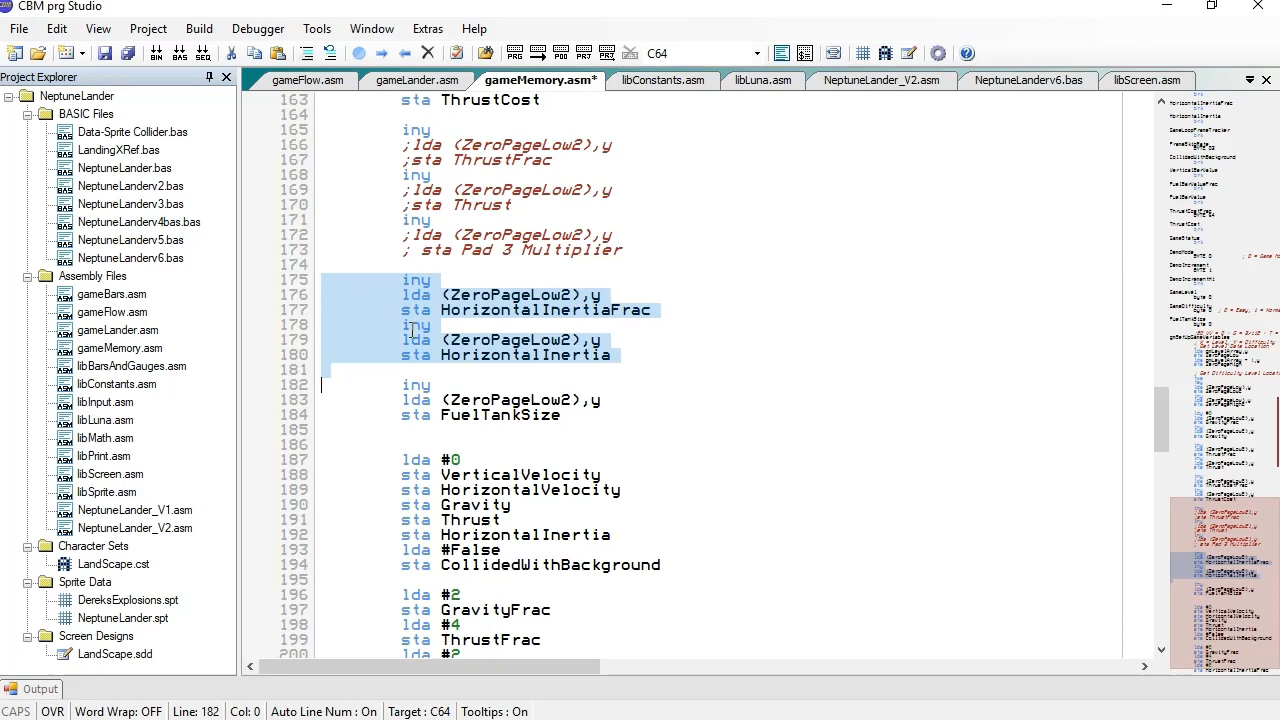 CBM prg Studio
File Edit View Project Build Debugger Tools Window Extras Help
C64
Project Explorer
gameFlow.asm gameLander.asm gameMemory.asm* libConstants.asm libLuna.asm NeptuneLander_V2.asm NeptuneLanderv6.bas libScreen.asm
NeptuneLander
BASIC Files
Data-Sprite Collider.bas
LandingXRef.bas
NeptuneLander.bas
NeptuneLanderv2.bas
NeptuneLanderv3.bas
NeptuneLanderv4bas.bas
NeptuneLanderv5.bas
NeptuneLanderv6.bas
Assembly Files
gameBars.asm
gameFlow.asm
gameLander.asm
gameMemory.asm
libBarsAndGauges.asm
libConstants.asm
libInput.asm
libLuna.asm
libMath.asm
libPrint.asm
libScreen.asm
libSprite.asm
NeptuneLander_V1.asm
NeptuneLander_V2.asm
Character Sets
LandScape.cst
Sprite Data
DereksExplosions.spt
NeptuneLander.spt
Screen Designs
LandScape.sdd
163 sta ThrustCost
164
165 iny
166 ;lda (ZeroPageLow2),y
167 ;sta ThrustFrac
168 iny
169 ;lda (ZeroPageLow2),y
170 ;sta Thrust
171 iny
172 ;lda (ZeroPageLow2),y
173 ; sta Pad 3 Multiplier
174
175 iny
176 lda (ZeroPageLow2),y
177 sta HorizontalInertiaFrac
178 iny
179 lda (ZeroPageLow2),y
180 sta HorizontalInertia
181
182 iny
183 lda (ZeroPageLow2),y
184 sta FuelTankSize
185
186
187 lda #0
188 sta VerticalVelocity
189 sta HorizontalVelocity
190 sta Gravity
191 sta Thrust
192 sta HorizontalInertia
193 lda #False
194 sta CollidedWithBackground
195
196 lda #2
197 sta GravityFrac
198 lda #4
199 sta ThrustFrac
200 lda #2
Output
CAPS OVR Word Wrap: OFF Line: 182 Col: 0 Auto Line Num : On Target : C64 Tooltips : On